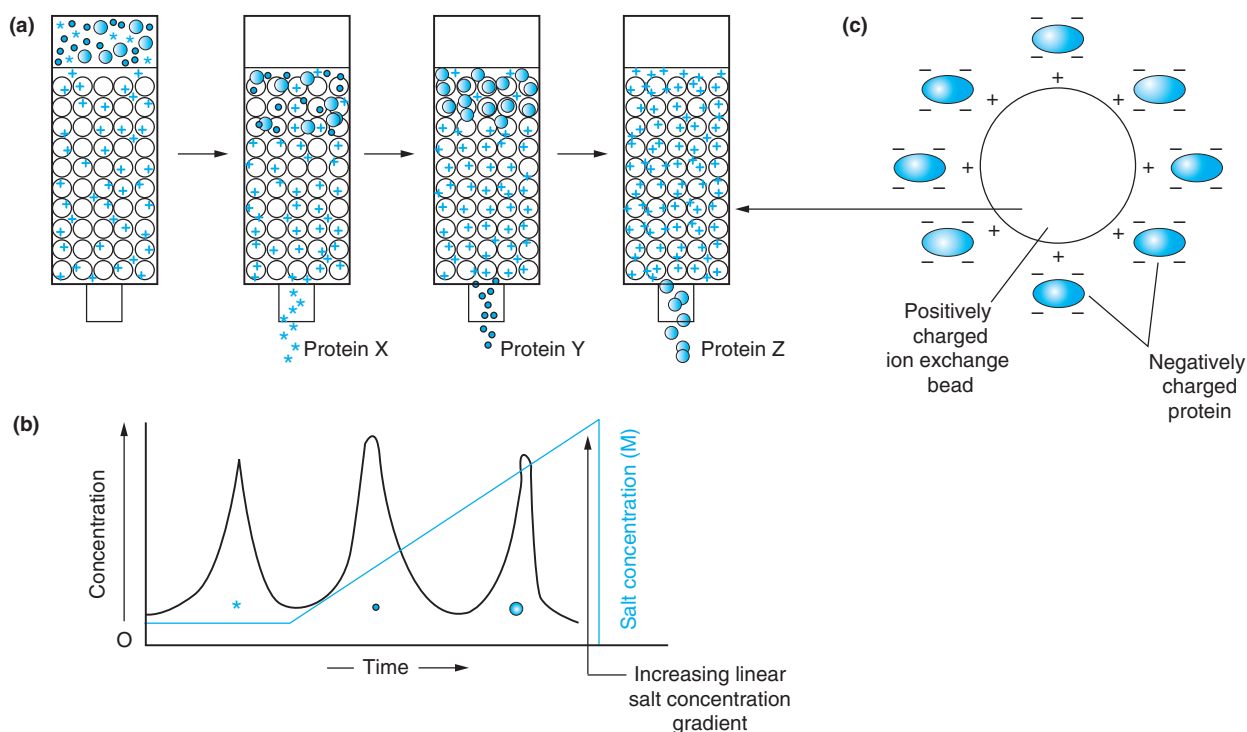 (a)
Protein X
Protein Y
Protein Z
(c)
+
+
+
+
+
+
+
+
Positively
charged
ion exchange
bead
Negatively
charged
protein
(b)
Concentration
O
*
Time
Salt concentration (M)
Increasing linear
salt concentration
gradient